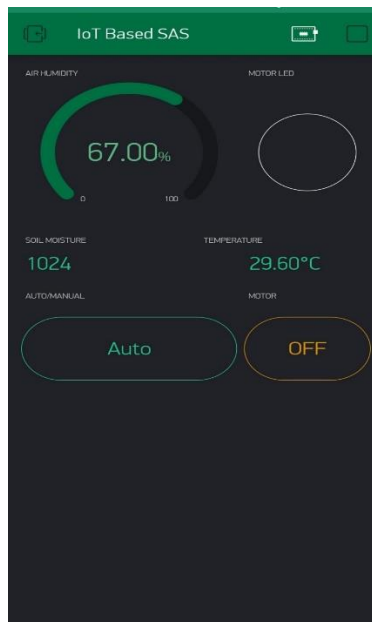 IoT Based SAS
AIR HUMIDITY MOTOR LED
67.00%
0 100
SOIL MOISTURE TEMPERATURE
1024 29.60°C
AUTO/MANUAL MOTOR
Auto OFF